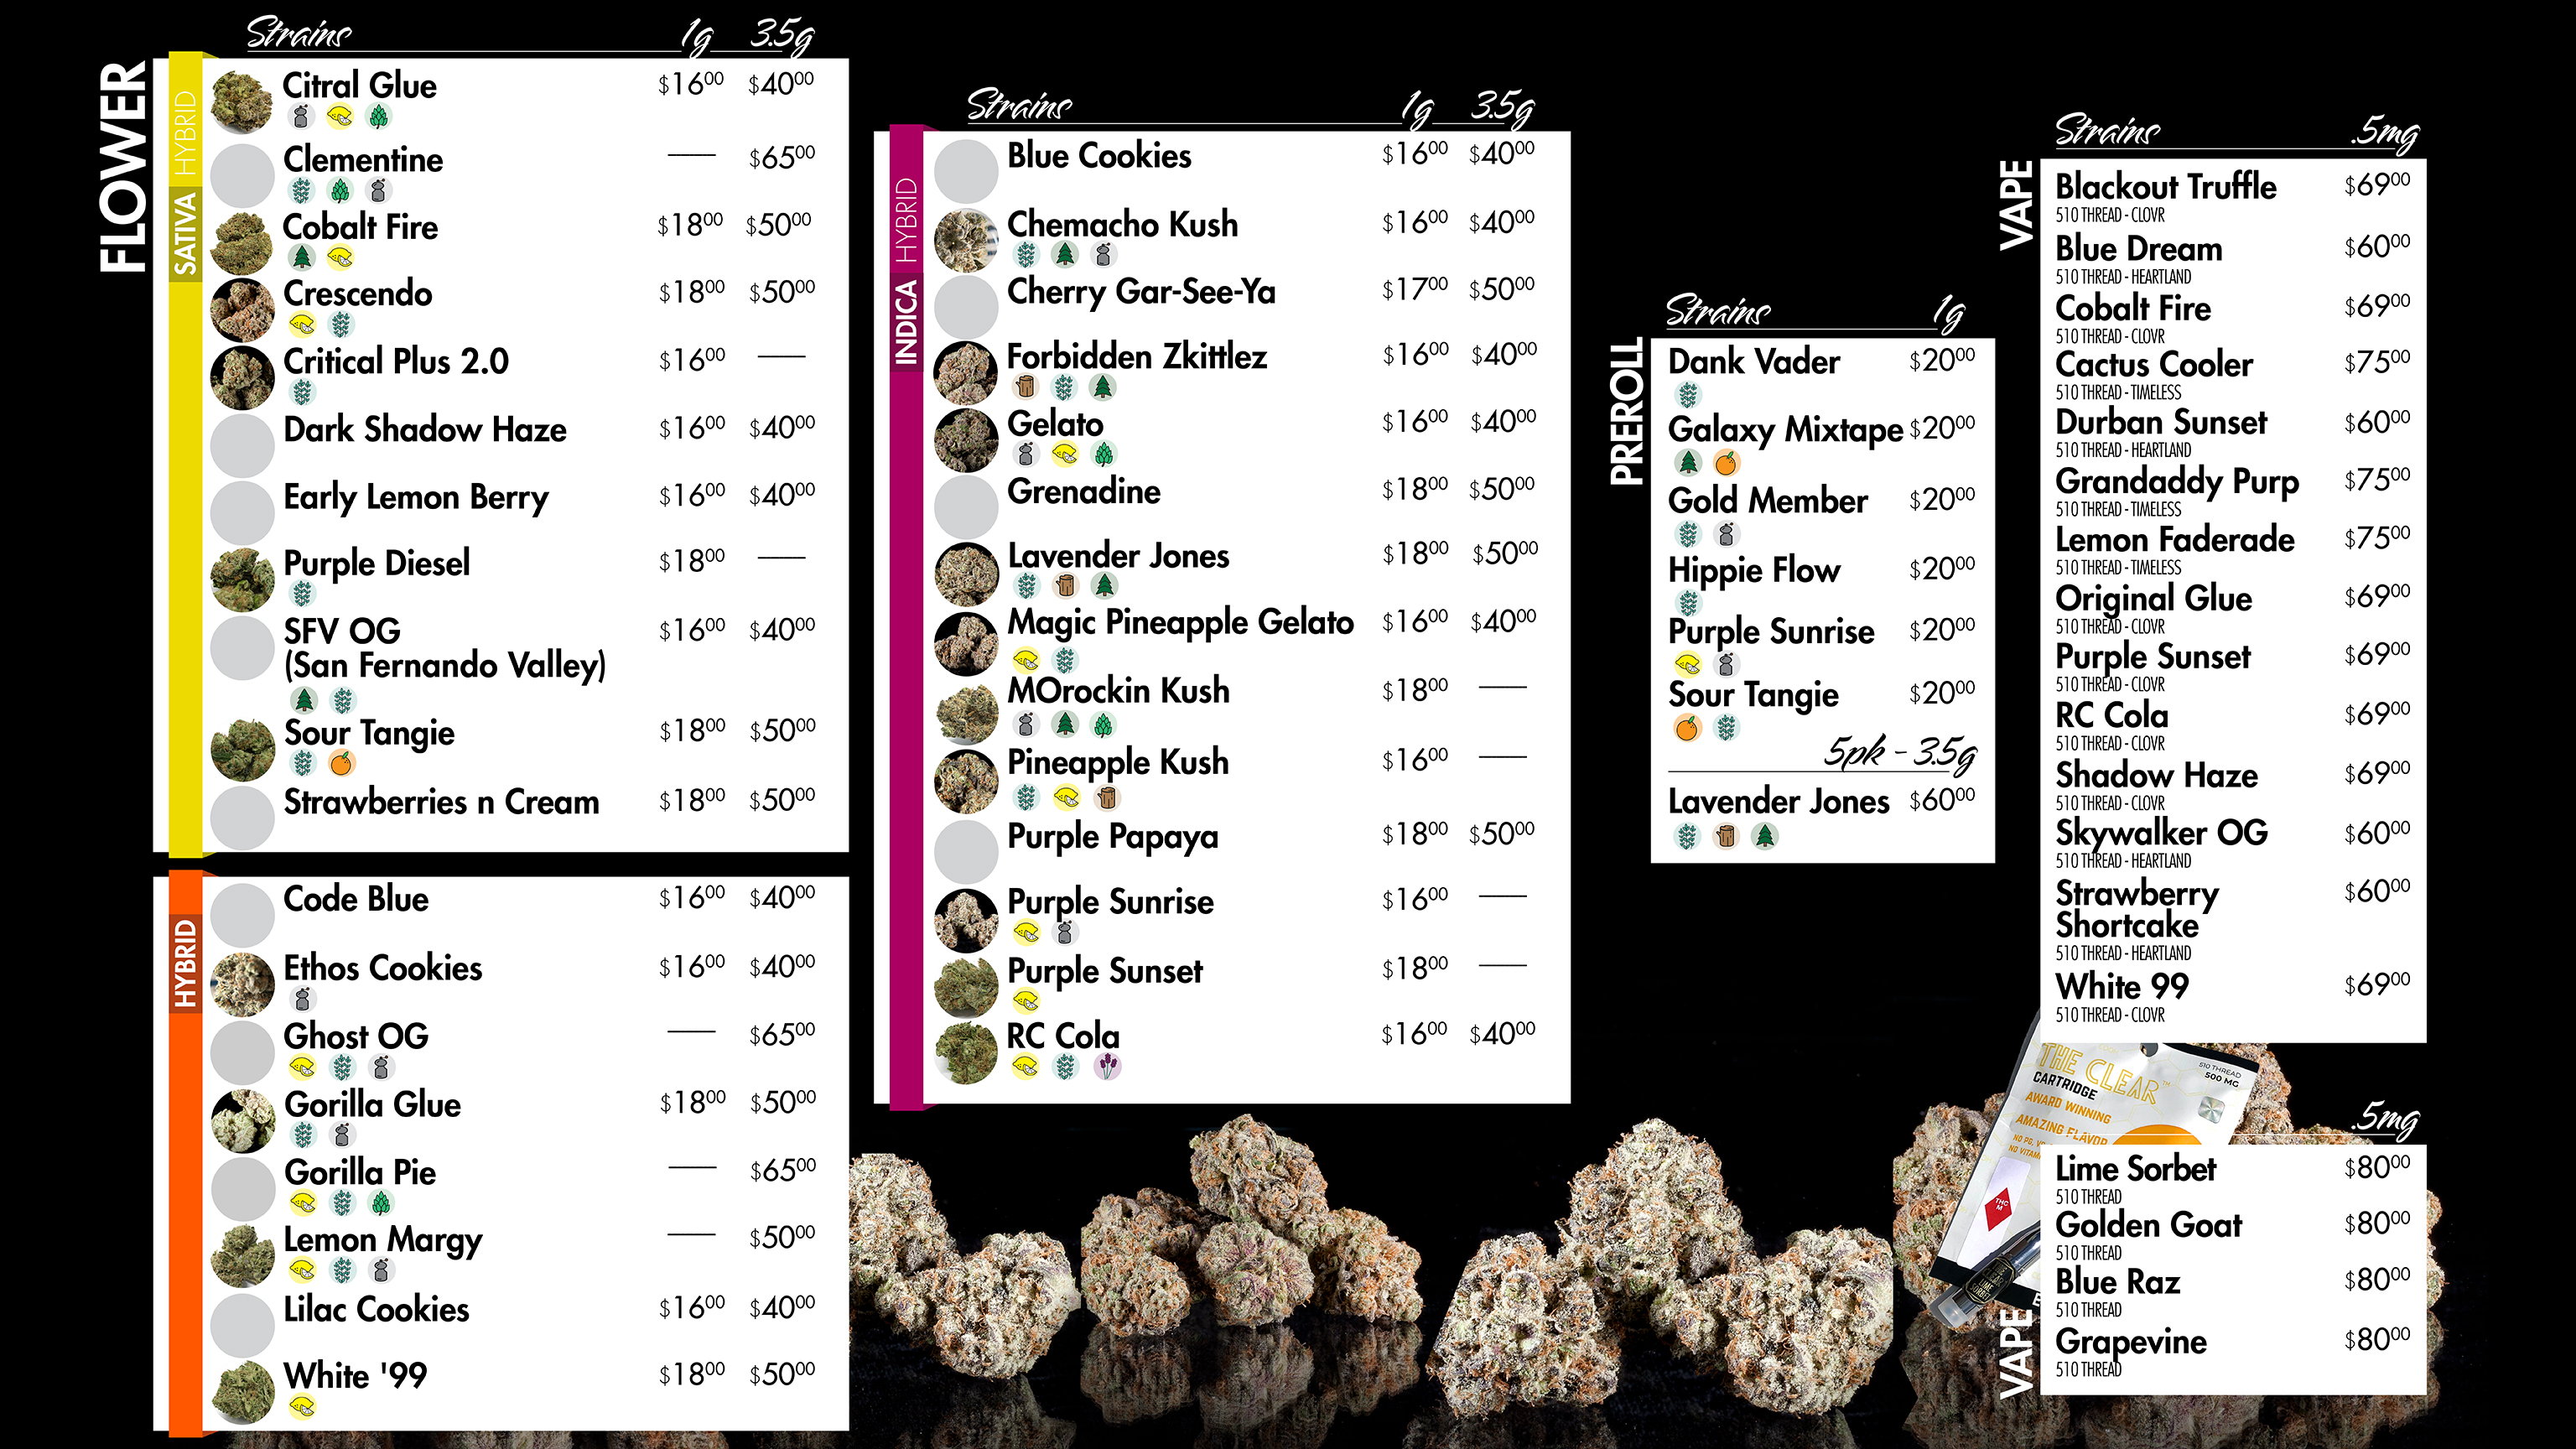 FLOWER
Strains 1g 3.5g
SATIVA HYBRID
Citral Glue $16.00 $40.00
Clementine — $65.00
Cobalt Fire $18.00 $50.00
Crescendo $18.00 $50.00
Critical Plus 2.0 $16.00 —
Dark Shadow Haze $16.00 $40.00
Early Lemon Berry $16.00 $40.00
Purple Diesel $18.00 —
SFV OG $16.00 $40.00
(San Fernando Valley)
Sour Tangie $18.00 $50.00
Strawberries n Cream $18.00 $50.00
HYBRID
Code Blue $16.00 $40.00
Ethos Cookies $16.00 $40.00
Ghost OG — $65.00
Gorilla Glue $18.00 $50.00
Gorilla Pie — $65.00
Lemon Margy — $50.00
Lilac Cookies $16.00 $40.00
White '99 $18.00 $50.00
Strains 1g 3.5g
INDICA HYBRID
Blue Cookies $16.00 $40.00
Chemacho Kush $16.00 $40.00
Cherry Gar-See-Ya $17.00 $50.00
Forbidden Zkittlez $16.00 $40.00
Gelato $16.00 $40.00
Grenadine $18.00 $50.00
Lavender Jones $18.00 $50.00
Magic Pineapple Gelato $16.00 $40.00
MOrockin Kush $18.00 —
Pineapple Kush $16.00 —
Purple Papaya $18.00 $50.00
Purple Sunrise $16.00 —
Purple Sunset $18.00 —
RC Cola $16.00 $40.00
PREROLL
Strains 1g
Dank Vader $20.00
Galaxy Mixtape $20.00
Gold Member $20.00
Hippie Flow $20.00
Purple Sunrise $20.00
Sour Tangie $20.00
5pk - 3.5g
Lavender Jones $60.00
VAPE
Strains .5mg
Blackout Truffle $69.00
510 THREAD - CLOVR
Blue Dream $60.00
510 THREAD - HEARTLAND
Cobalt Fire $69.00
510 THREAD - CLOVR
Cactus Cooler $75.00
510 THREAD - TIMELESS
Durban Sunset $60.00
510 THREAD - HEARTLAND
Grandaddy Purp $75.00
510 THREAD - TIMELESS
Lemon Faderade $75.00
510 THREAD - TIMELESS
Original Glue $69.00
510 THREAD - CLOVR
Purple Sunset $69.00
510 THREAD - CLOVR
RC Cola $69.00
510 THREAD - CLOVR
Shadow Haze $69.00
510 THREAD - CLOVR
Skywalker OG $60.00
510 THREAD - HEARTLAND
Strawberry $60.00
Shortcake
510 THREAD - HEARTLAND
White 99 $69.00
510 THREAD - CLOVR
THE CLEAR™
CARTRIDGE
AWARD WINNING
AMAZING FLAVOR
510 THREAD
500 MG
VAPE
.5mg
Lime Sorbet $80.00
510 THREAD
Golden Goat $80.00
510 THREAD
Blue Raz $80.00
510 THREAD
Grapevine $80.00
510 THREAD